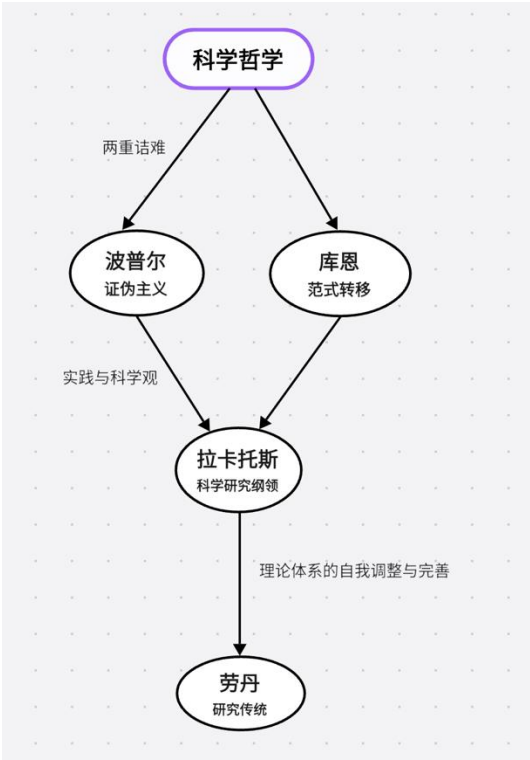 科学哲学
两重诘难
波普尔
证伪主义
库恩
范式转移
实践与科学观
拉卡托斯
科学研究纲领
理论体系的自我调整与完善
劳丹
研究传统